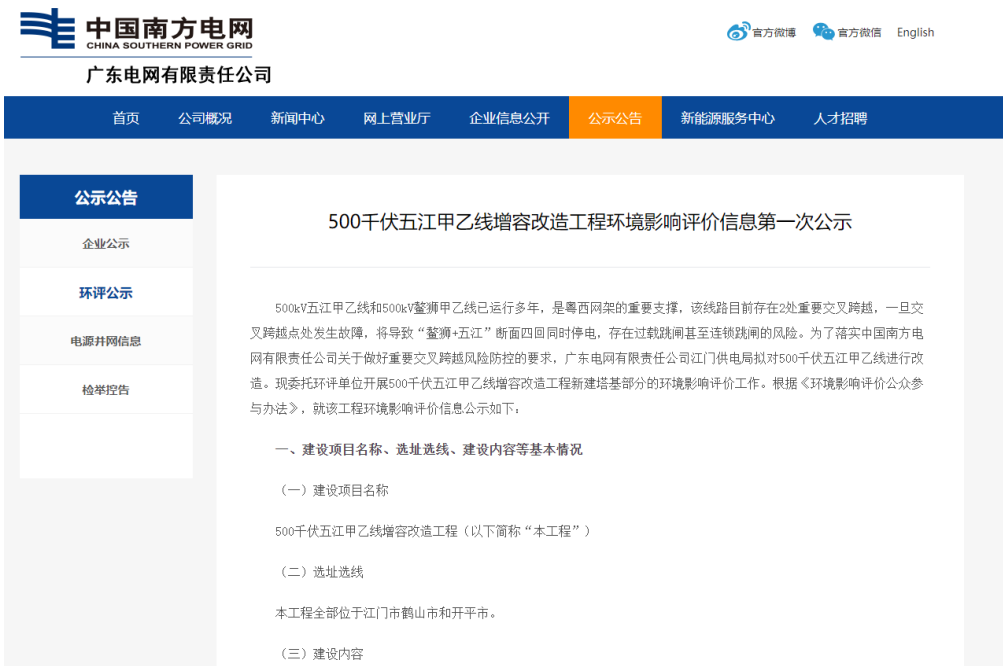 中国南方电网
CHINA SOUTHERN POWER GRID
广东电网有限责任公司
官方微博 官方微信 English
首页 公司概况 新闻中心 网上营业厅 企业信息公开 公示公告 新能源服务中心 人才招聘
公示公告
企业公示
环评公示
电源并网信息
检举控告
500千伏五江甲乙线增容改造工程环境影响评价信息第一次公示
500kV五江甲乙线和500kV鳌狮甲乙线已运行多年，是粤西网架的重要支撑，该线路目前存在2处重要交叉跨越，一旦交
叉跨越点处发生故障，将导致“鳌狮+五江”断面四回同时停电，存在过载跳闸甚至连锁跳闸的风险。为了落实中国南方电
网有限责任公司关于做好重要交叉跨越风险防控的要求，广东电网有限责任公司江门供电局拟对500千伏五江甲乙线进行改
造。现委托环评单位开展500千伏五江甲乙线增容改造工程新建塔基部分的环境影响评价工作。根据《环境影响评价公众参
与办法》，就该工程环境影响评价信息公示如下：
一、建设项目名称、选址选线、建设内容等基本情况
（一）建设项目名称
500千伏五江甲乙线增容改造工程（以下简称“本工程”）
（二）选址选线
本工程全部位于江门市鹤山市和开平市。
（三）建设内容